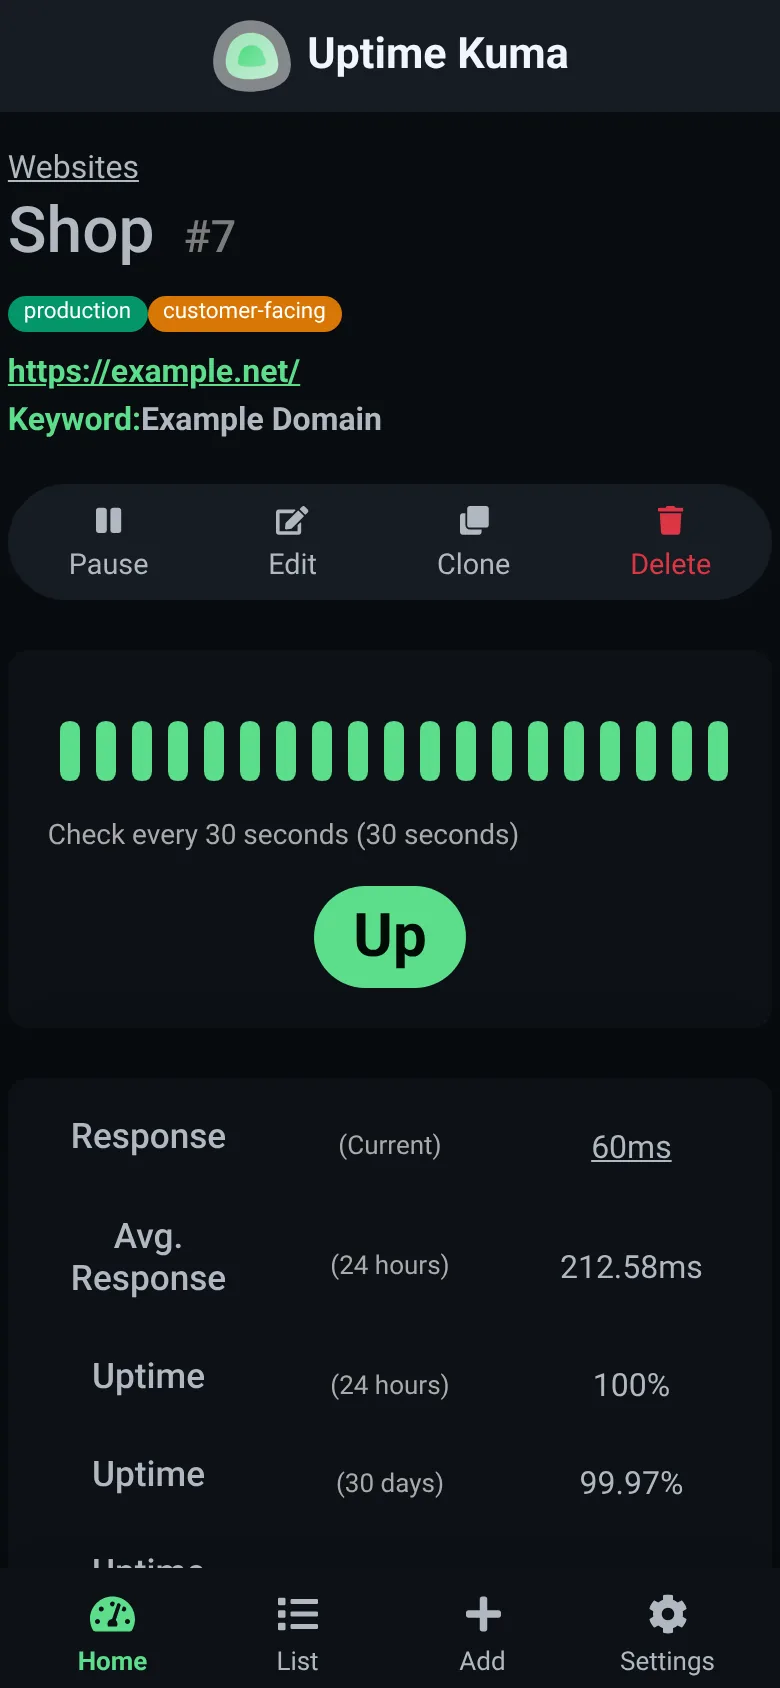 Uptime Kuma
Websites
Shop #7
production customer-facing
https://example.net/
Keyword:Example Domain
Pause Edit Clone Delete
Check every 30 seconds (30 seconds)
Up
Response (Current) 60ms
Avg.
Response (24 hours) 212.58ms
Uptime (24 hours) 100%
Uptime (30 days) 99.97%
Uptime
Home List Add Settings